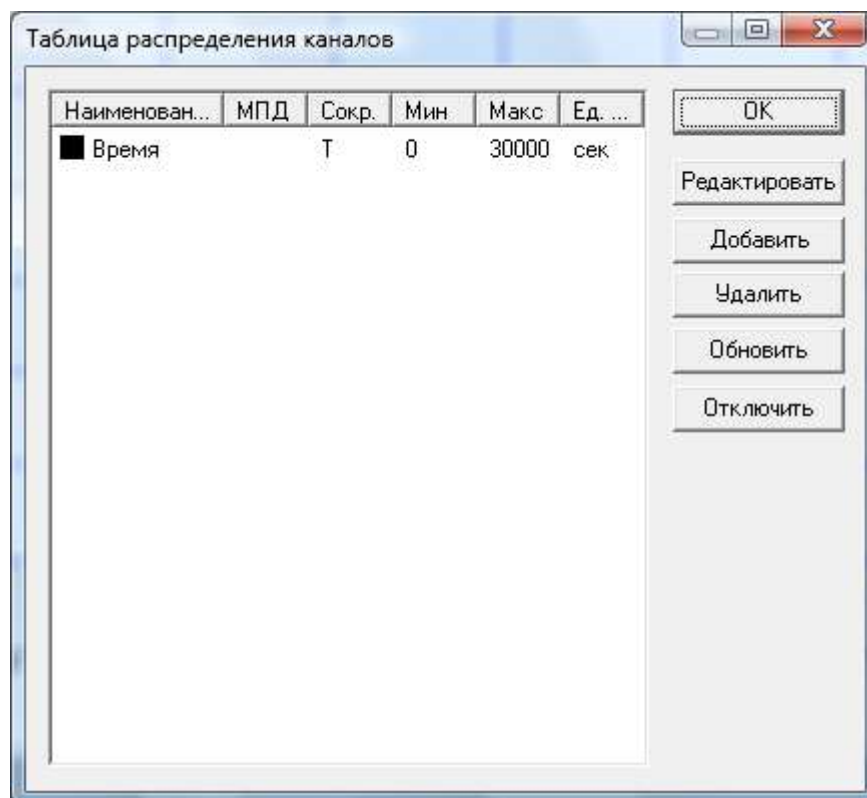 Таблица распределения каналов
Наименован... МПД Сокр. Мин Макс Ед. ...
Время T 0 30000 сек
OK
Редактировать
Добавить
Удалить
Обновить
Отключить